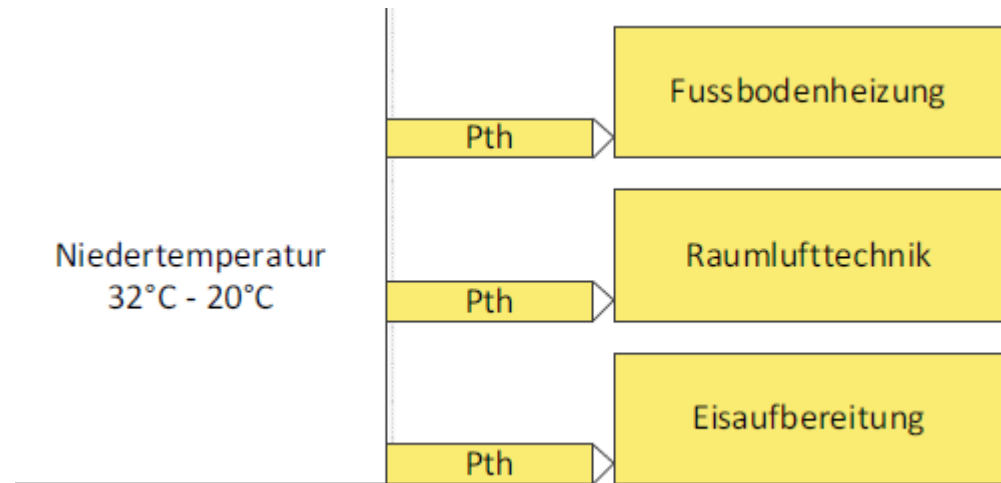 Fussbodenheizung
Pth
Niedertemperatur
32°C - 20°C
Raumlufttechnik
Pth
Eisaufbereitung
Pth